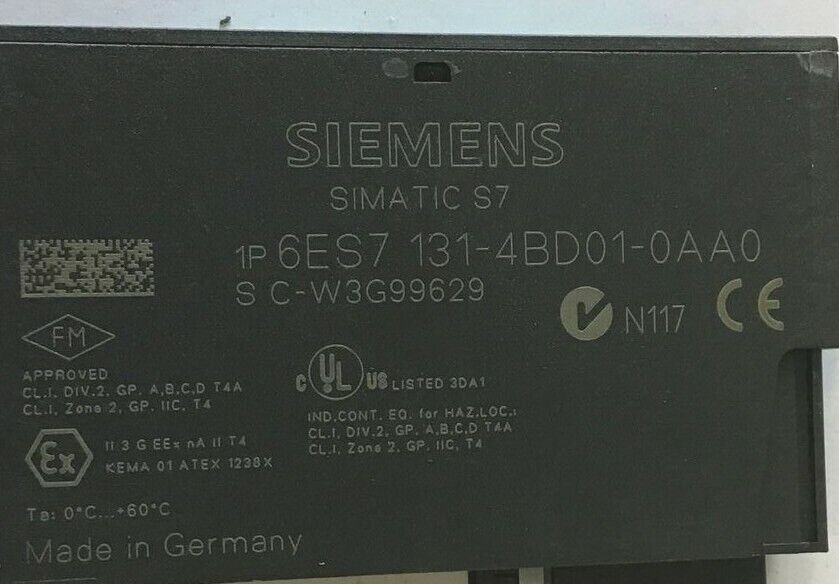 SIEMENS
SIMATIC S7
1P 6ES7 131-4BD01-0AA0
S C-W3G99629
N117 CE
FM
APPROVED
CL.I, DIV.2, GP. A,B,C,D T4A
CL.I, Zone 2, GP. IIC, T4
C UL US LISTED 3DA1
IND.CONT. EQ. for HAZ.LOC.:
CL.I, DIV.2, GP. A,B,C,D T4A
CL.I, Zone 2, GP. IIC, T4
Ex
II 3 G EEx nA II T4
KEMA 01 ATEX 1238X
Ta: 0°C...+60°C
Made in Germany